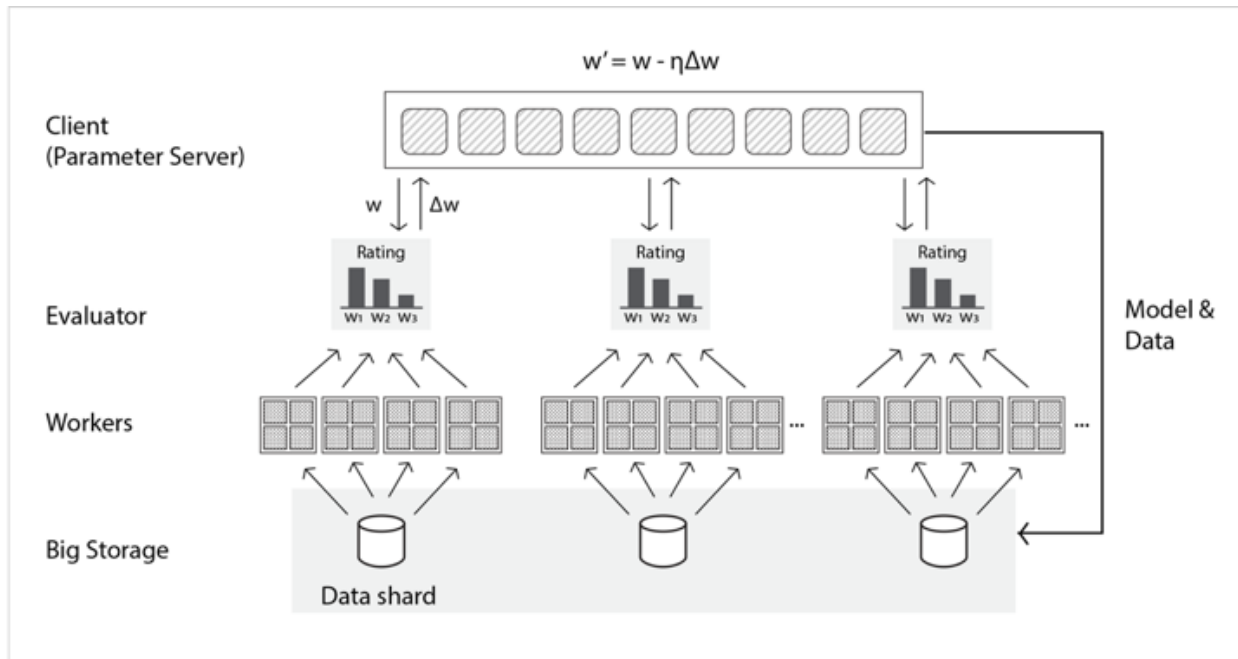 w' = w - ηΔw
Client
(Parameter Server)
w
Δw
Rating
W1 W2 W3
Rating
W1 W2 W3
Rating
W1 W2 W3
Evaluator
Model &
Data
Workers
...
...
Big Storage
Data shard